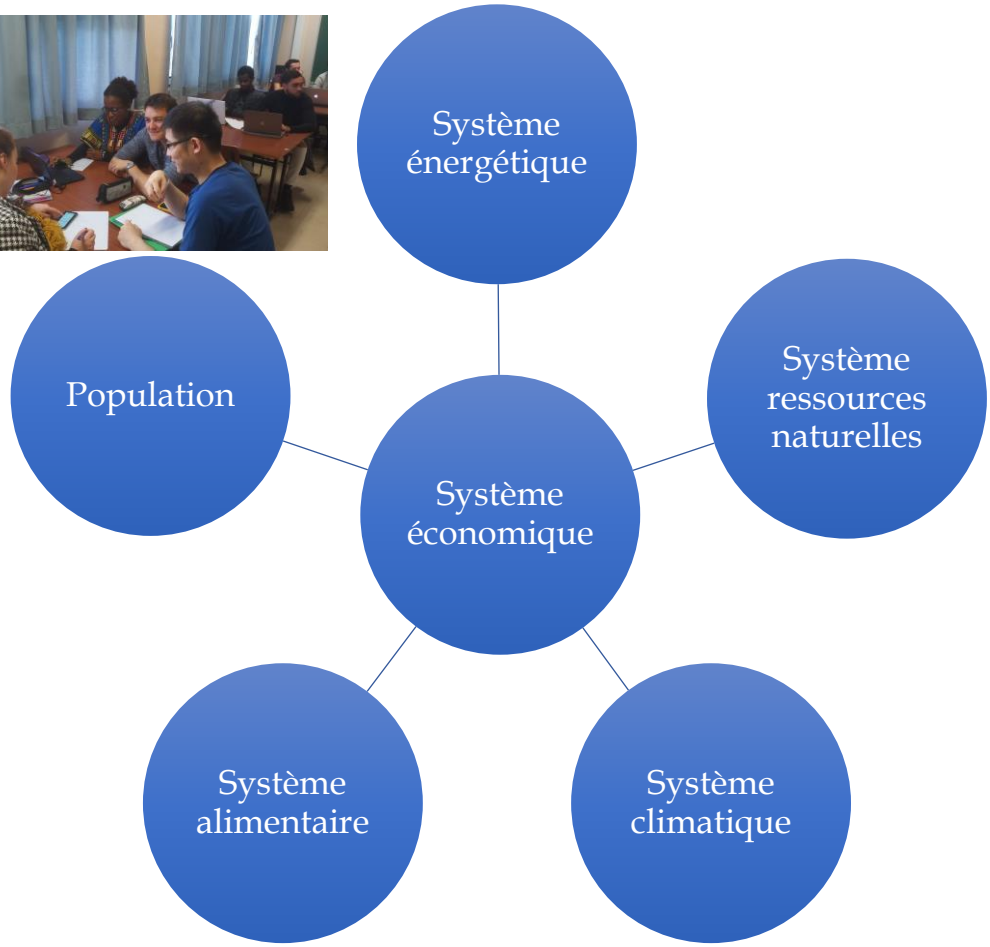 Système
énergétique
Population
Système
ressources
naturelles
Système
économique
Système
alimentaire
Système
climatique